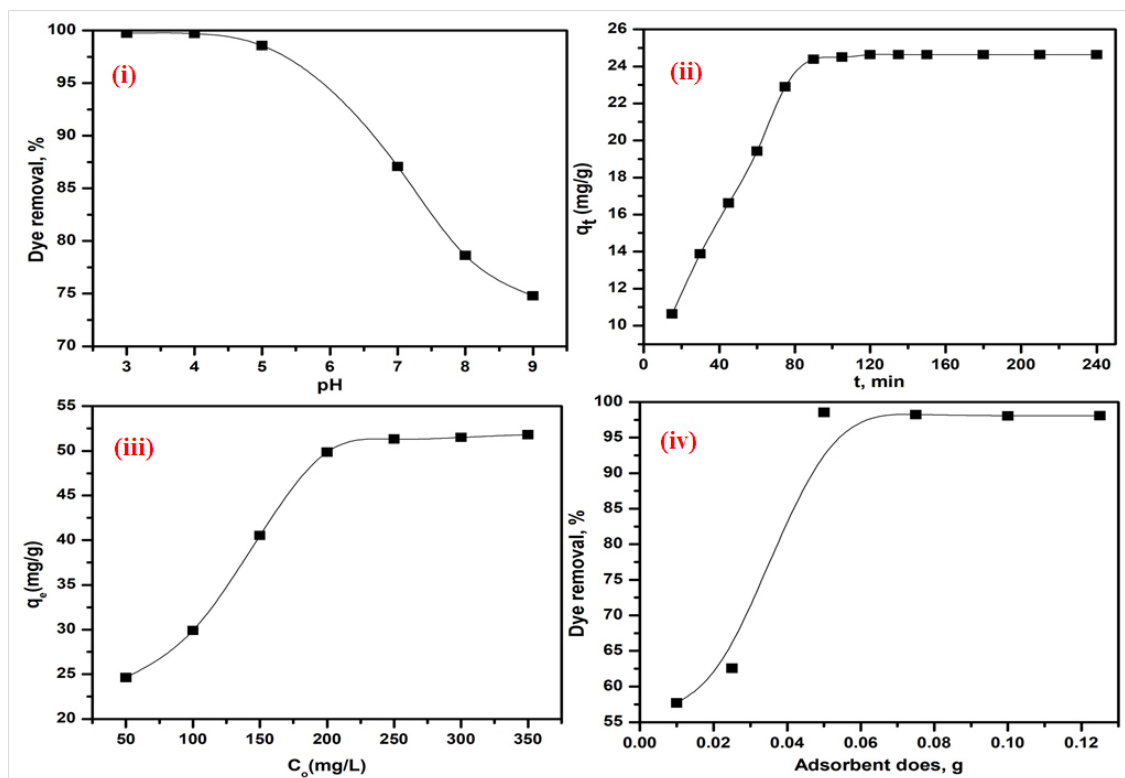 (i)
100
95
90
85
80
75
70
Dye removal, %
3 4 5 6 7 8 9
pH
(ii)
26
24
22
20
18
16
14
12
10
qt (mg/g)
0 40 80 120 160 200 240
t, min
(iii)
55
50
45
40
35
30
25
20
qe(mg/g)
50 100 150 200 250 300 350
Co(mg/L)
(iv)
100
95
90
85
80
75
70
65
60
55
Dye removal, %
0.00 0.02 0.04 0.06 0.08 0.10 0.12
Adsorbent does, g